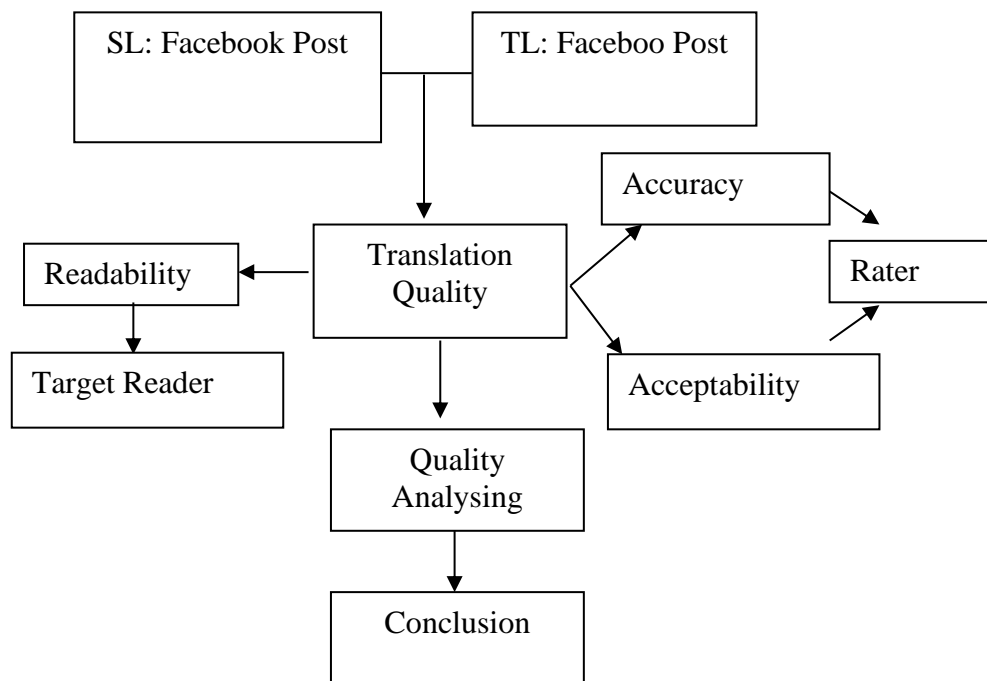 SL: Facebook Post
TL: Faceboo Post
Accuracy
Translation
Quality
Readability
Rater
Target Reader
Acceptability
Quality
Analysing
Conclusion